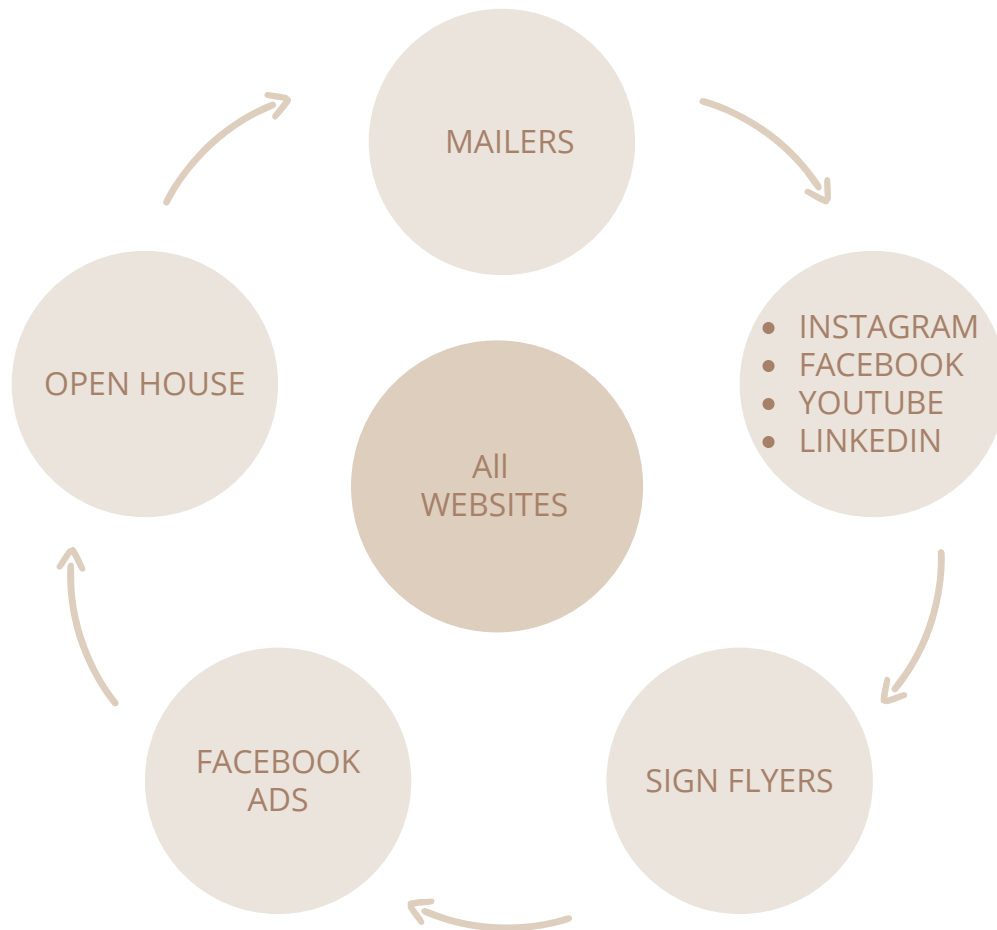 MAILERS
INSTAGRAM
FACEBOOK
YOUTUBE
LINKEDIN
OPEN HOUSE
All
WEBSITES
FACEBOOK
ADS
SIGN FLYERS